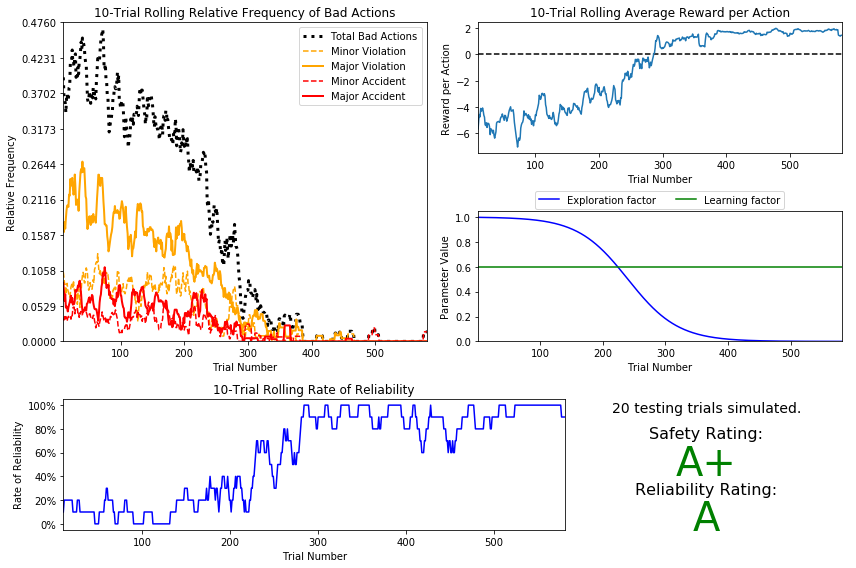 10-Trial Rolling Relative Frequency of Bad Actions
0.4760
0.4231
0.3702
0.3173
0.2644
0.2116
0.1587
0.1058
0.0529
0.0000
Relative Frequency
Total Bad Actions
Minor Violation
Major Violation
Minor Accident
Major Accident
100 200 300 400 500
Trial Number
10-Trial Rolling Average Reward per Action
2
0
−2
−4
−6
Reward per Action
100 200 300 400 500
Trial Number
Exploration factor Learning factor
1.0
0.8
0.6
0.4
0.2
0.0
Parameter Value
100 200 300 400 500
Trial Number
10-Trial Rolling Rate of Reliability
100%
80%
60%
40%
20%
0%
Rate of Reliability
100 200 300 400 500
Trial Number
20 testing trials simulated.
Safety Rating:
A+
Reliability Rating:
A